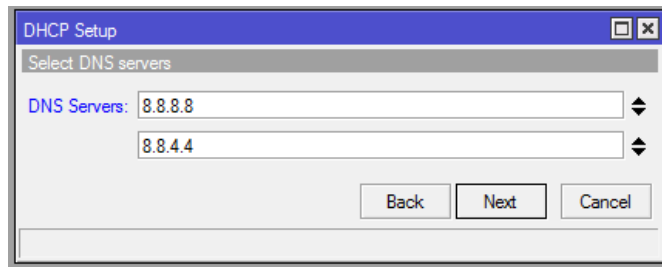 DHCP Setup
Select DNS servers
DNS Servers: 8.8.8.8
8.8.4.4
Back Next Cancel